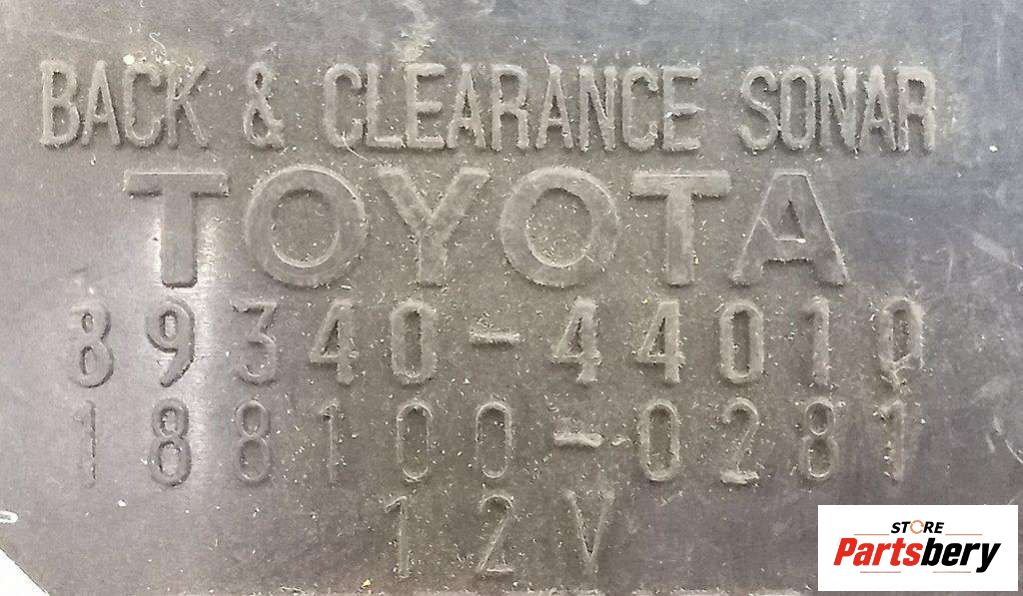 BACK & CLEARANCE SONAR
TOYOTA
89340-44010
188100-0281
12V
STORE
Partsbery